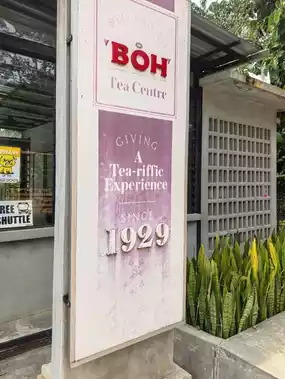 BOH
Tea Centre
GIVING
A
Tea-riffic
Experience
SINCE
1929
FREE
SHUTTLE